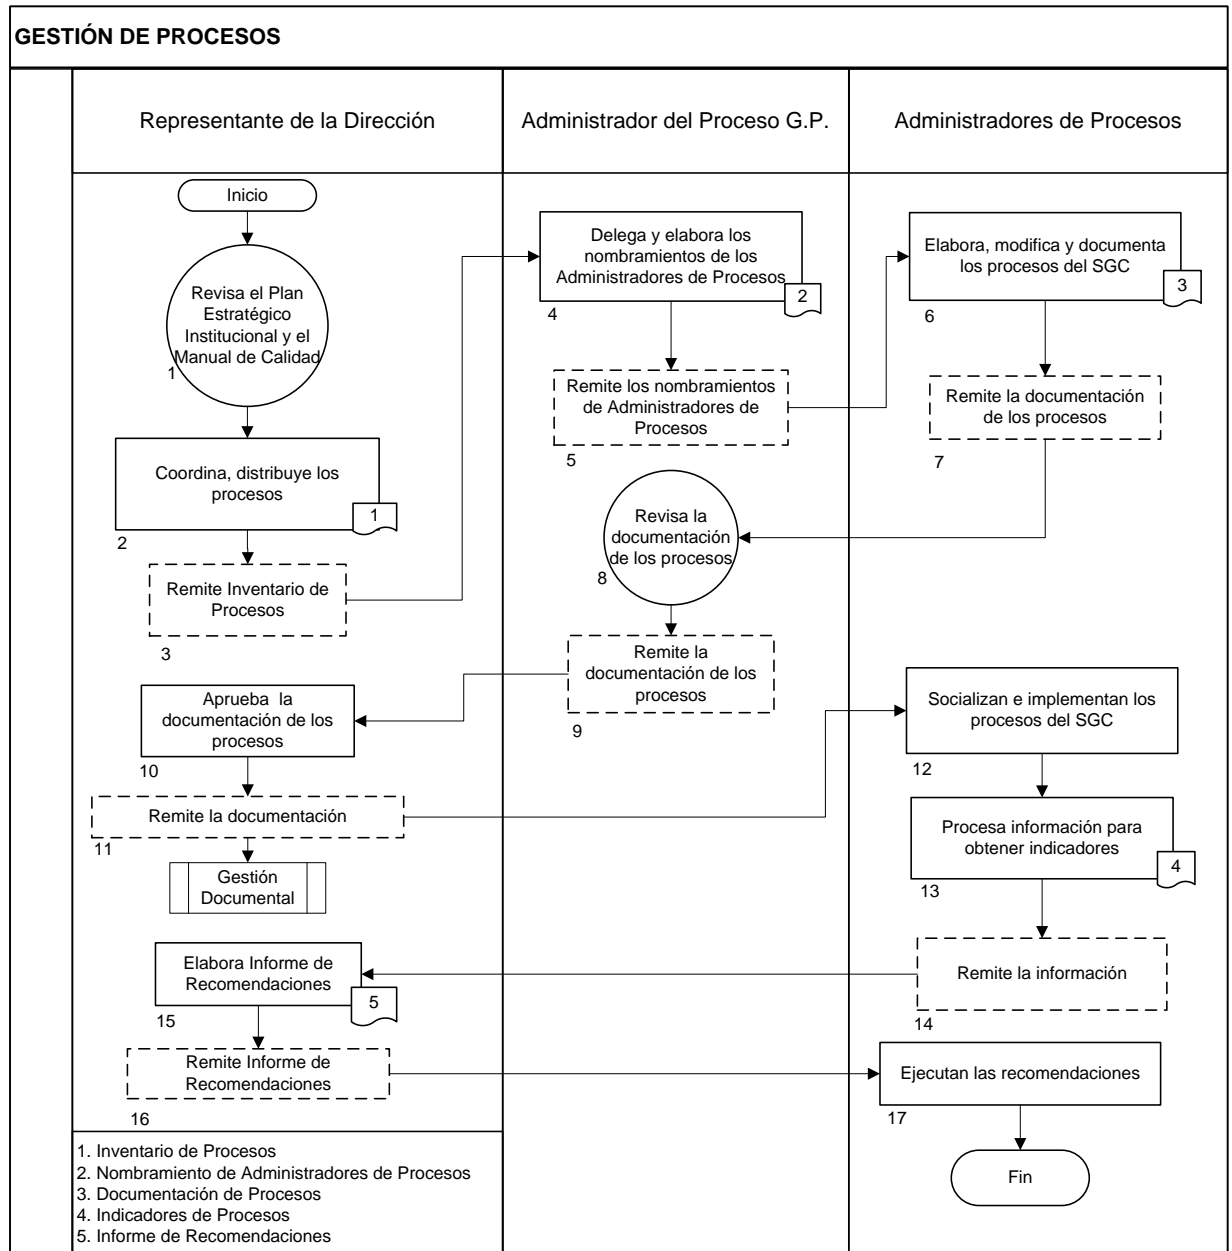 GESTIÓN DE PROCESOS
Representante de la Dirección
Administrador del Proceso G.P.
Administradores de Procesos
Inicio
Revisa el Plan
Estratégico
Institucional y el
Manual de Calidad
1
Coordina, distribuye los
procesos
1
2
Remite Inventario de
Procesos
3
Delega y elabora los
nombramientos de los
Administradores de Procesos
2
4
Remite los nombramientos
de Administradores de
Procesos
5
Elabora, modifica y documenta
los procesos del SGC
3
6
Remite la documentación
de los procesos
7
Revisa la
documentación
de los procesos
8
Remite la
documentación de los
procesos
9
Aprueba la
documentación de los
procesos
10
Remite la documentación
11
Gestión
Documental
Socializan e implementan los
procesos del SGC
12
Procesa información para
obtener indicadores
4
13
Remite la información
14
Elabora Informe de
Recomendaciones
5
15
Remite Informe de
Recomendaciones
16
Ejecutan las recomendaciones
17
Fin
1. Inventario de Procesos
2. Nombramiento de Administradores de Procesos
3. Documentación de Procesos
4. Indicadores de Procesos
5. Informe de Recomendaciones